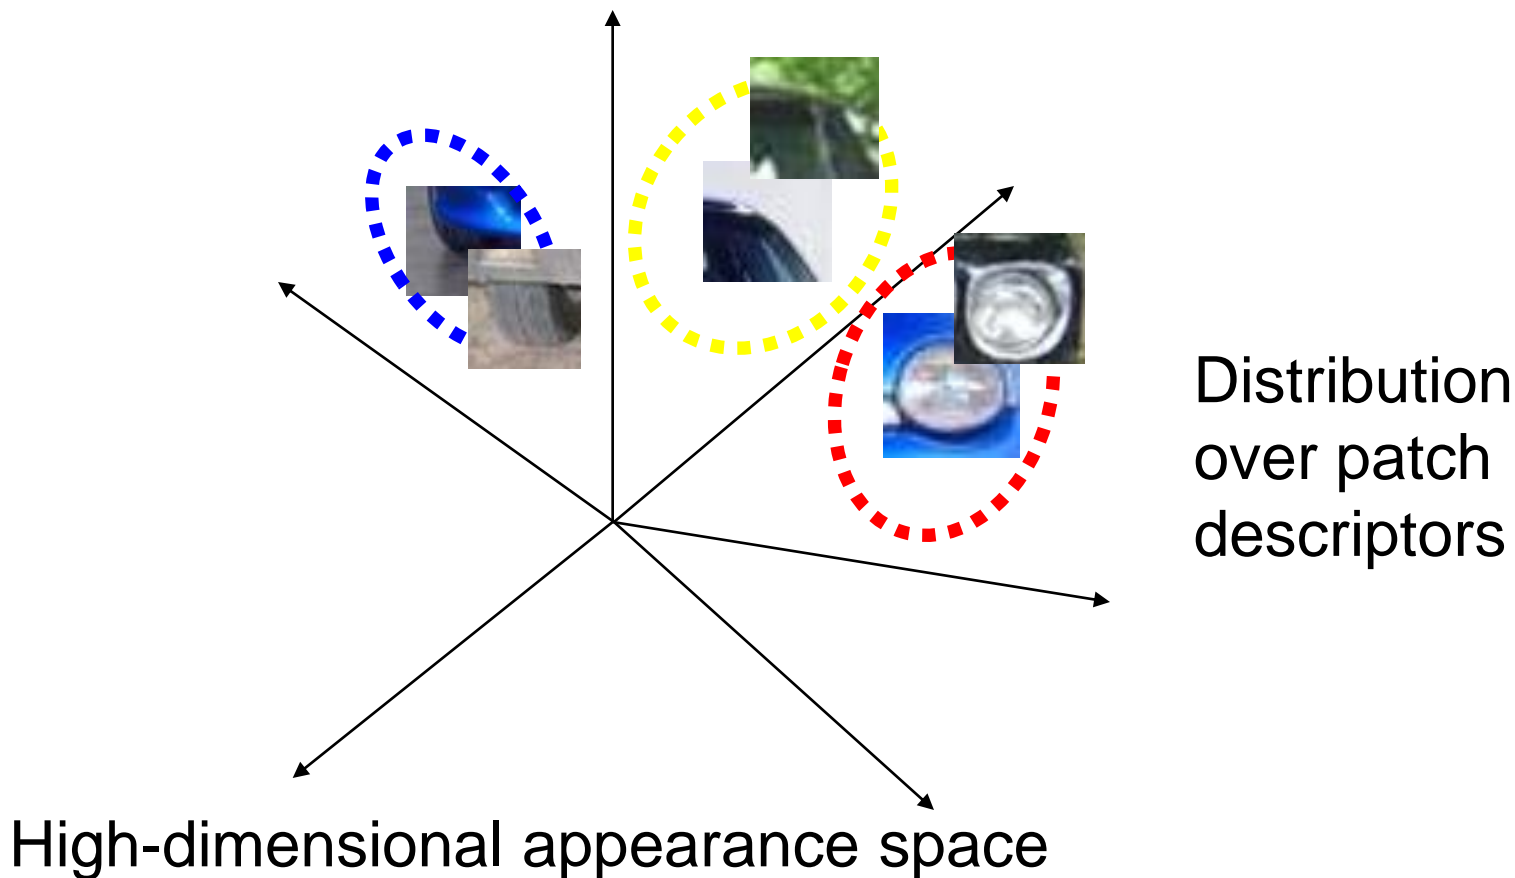 Distribution
over patch
descriptors
High-dimensional appearance space